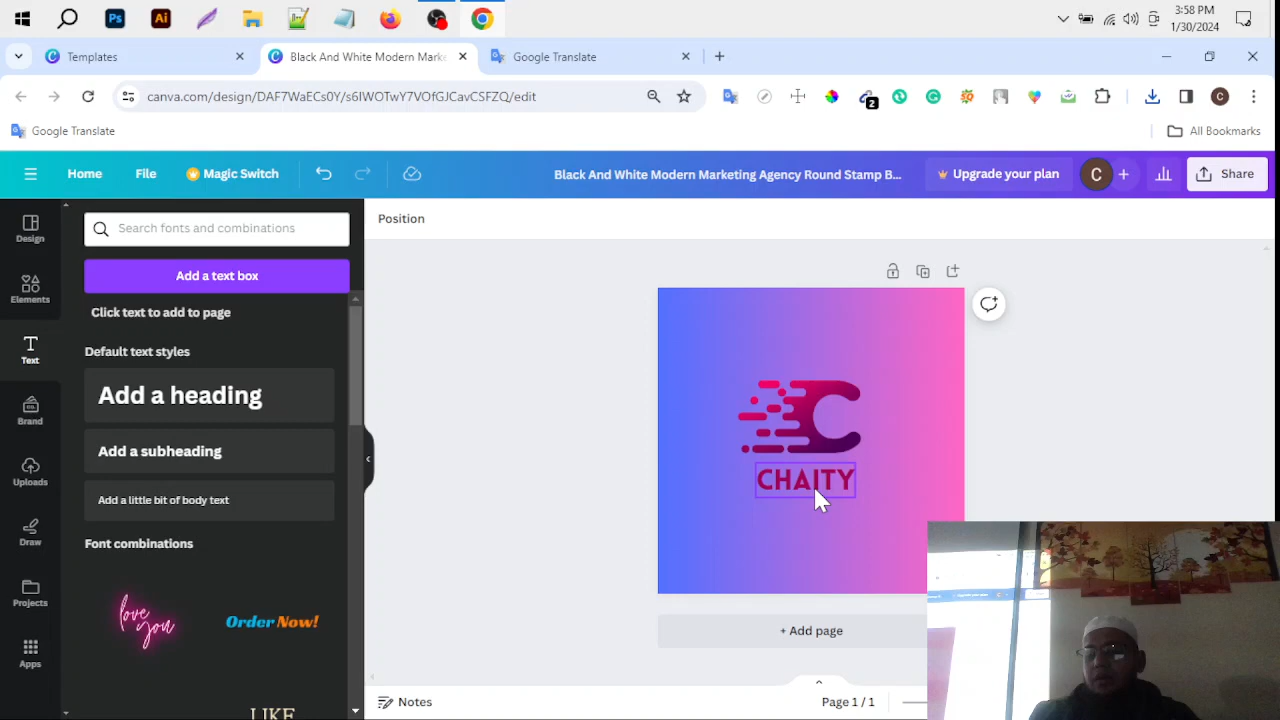 3:58 PM
1/30/2024
Ps
Ai
Templates
Black And White Modern Marke
Google Translate
canva.com/design/DAF7WaECs0Y/s6IWOTwY7VOfGJCavCSFZQ/edit
2
C
Google Translate
All Bookmarks
Home
File
Magic Switch
Black And White Modern Marketing Agency Round Stamp B...
Upgrade your plan
C
Share
Design
Elements
Text
Brand
Uploads
Draw
Projects
Apps
Search fonts and combinations
Add a text box
Click text to add to page
Default text styles
Add a heading
Add a subheading
Add a little bit of body text
Font combinations
love you
Order Now!
LIKE
Position
C
CHAITY
+ Add page
Notes
Page 1 / 1